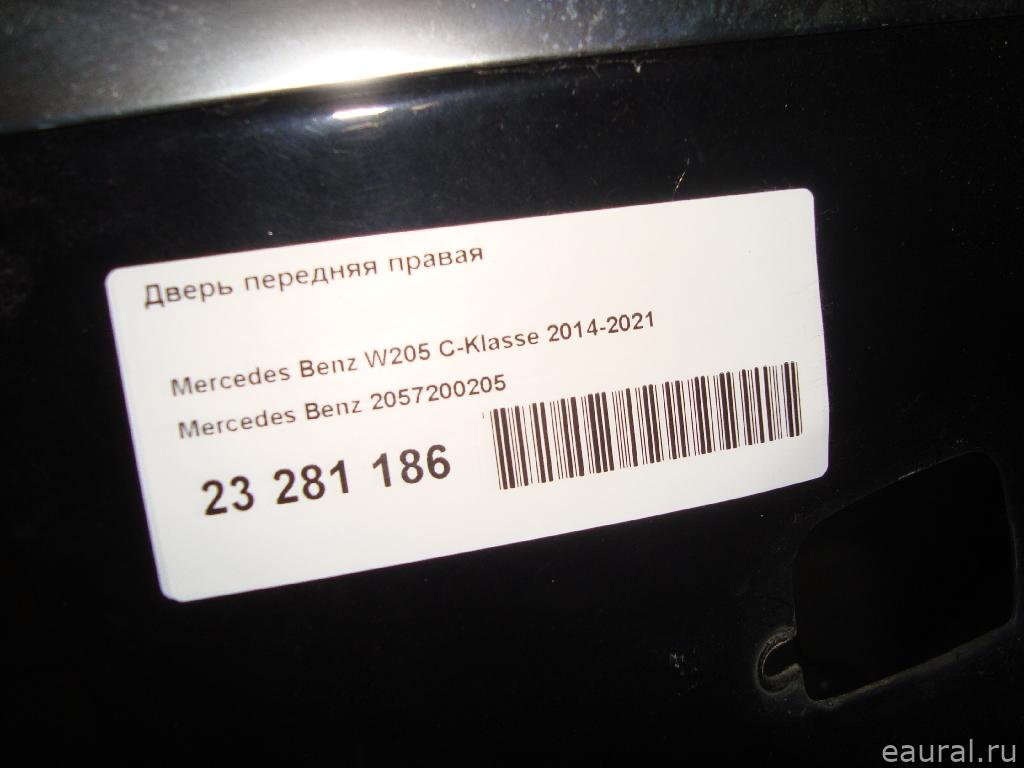 Дверь передняя правая
Mercedes Benz W205 C-Klasse 2014-2021
Mercedes Benz 2057200205
23 281 186
eaural.ru